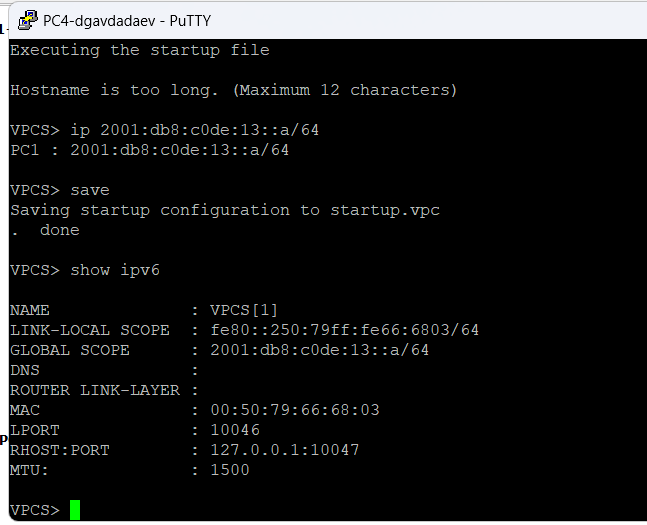 PC4-dgavdadaev - PuTTY
Executing the startup file
Hostname is too long. (Maximum 12 characters)
VPCS> ip 2001:db8:c0de:13::a/64
PC1 : 2001:db8:c0de:13::a/64
VPCS> save
Saving startup configuration to startup.vpc
.  done
VPCS> show ipv6
NAME              : VPCS[1]
LINK-LOCAL SCOPE  : fe80::250:79ff:fe66:6803/64
GLOBAL SCOPE      : 2001:db8:c0de:13::a/64
DNS               :
ROUTER LINK-LAYER :
MAC               : 00:50:79:66:68:03
LPORT             : 10046
RHOST:PORT        : 127.0.0.1:10047
MTU:              : 1500
VPCS>